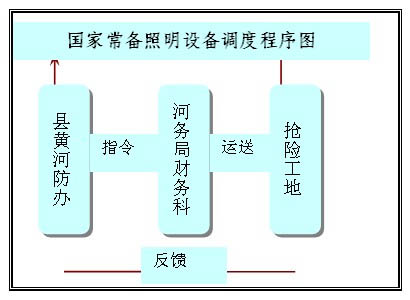 国家常备照明设备调度程序图
县黄河防办
指令
河务局财务科
运送
抢险工地
反馈